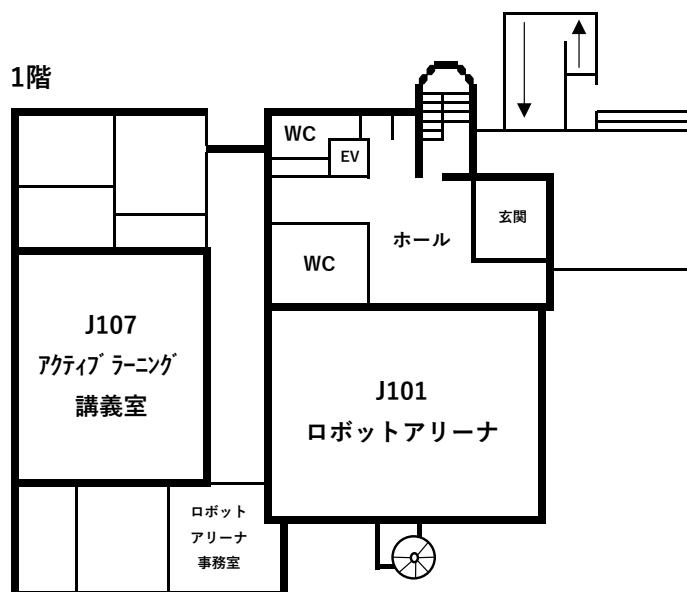 1階
WC
EV
玄関
ホール
WC
J107
ｱｸﾃｨﾌﾞﾗｰﾆﾝｸﾞ
講義室
J101
ロボットアリーナ
ロボット
アリーナ
事務室